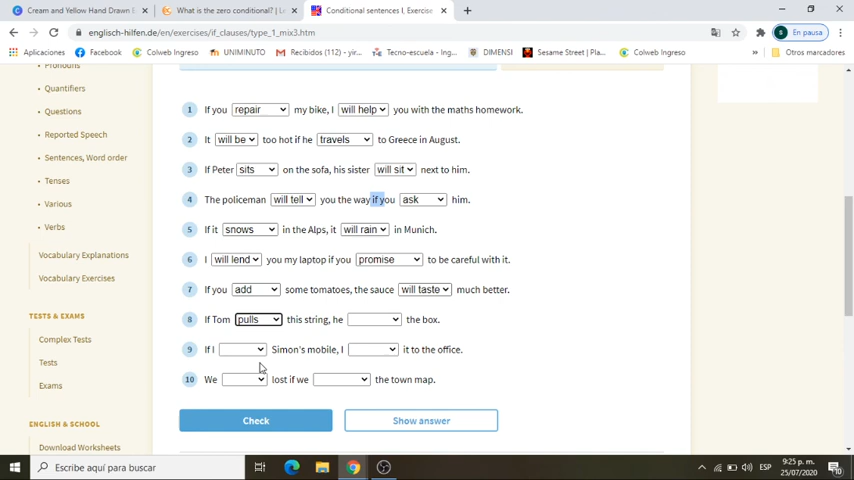 Cream and Yellow Hand Drawn E
What is the zero conditional? | Le
Conditional sentences I, Exercise
englisch-hilfen.de/en/exercises/if_clauses/type_1_mix3.htm
S En pausa
Aplicaciones Facebook Colweb Ingreso UNIMINUTO Recibidos (112) - yir... Tecno-escuela - Ing... DIMENSI Sesame Street | Pla... Colweb Ingreso » Otros marcadores
Pronouns
Quantifiers
Questions
Reported Speech
Sentences, Word order
Tenses
Various
Verbs
Vocabulary Explanations
Vocabulary Exercises
TESTS & EXAMS
Complex Tests
Tests
Exams
ENGLISH & SCHOOL
Download Worksheets
1 If you repair my bike, I will help you with the maths homework.
2 It will be too hot if he travels to Greece in August.
3 If Peter sits on the sofa, his sister will sit next to him.
4 The policeman will tell you the way if you ask him.
5 If it snows in the Alps, it will rain in Munich.
6 I will lend you my laptop if you promise to be careful with it.
7 If you add some tomatoes, the sauce will taste much better.
8 If Tom pulls this string, he the box.
9 If I Simon's mobile, I it to the office.
10 We lost if we the town map.
Check Show answer
Escribe aquí para buscar
ESP
9:25 p. m.
25/07/2020